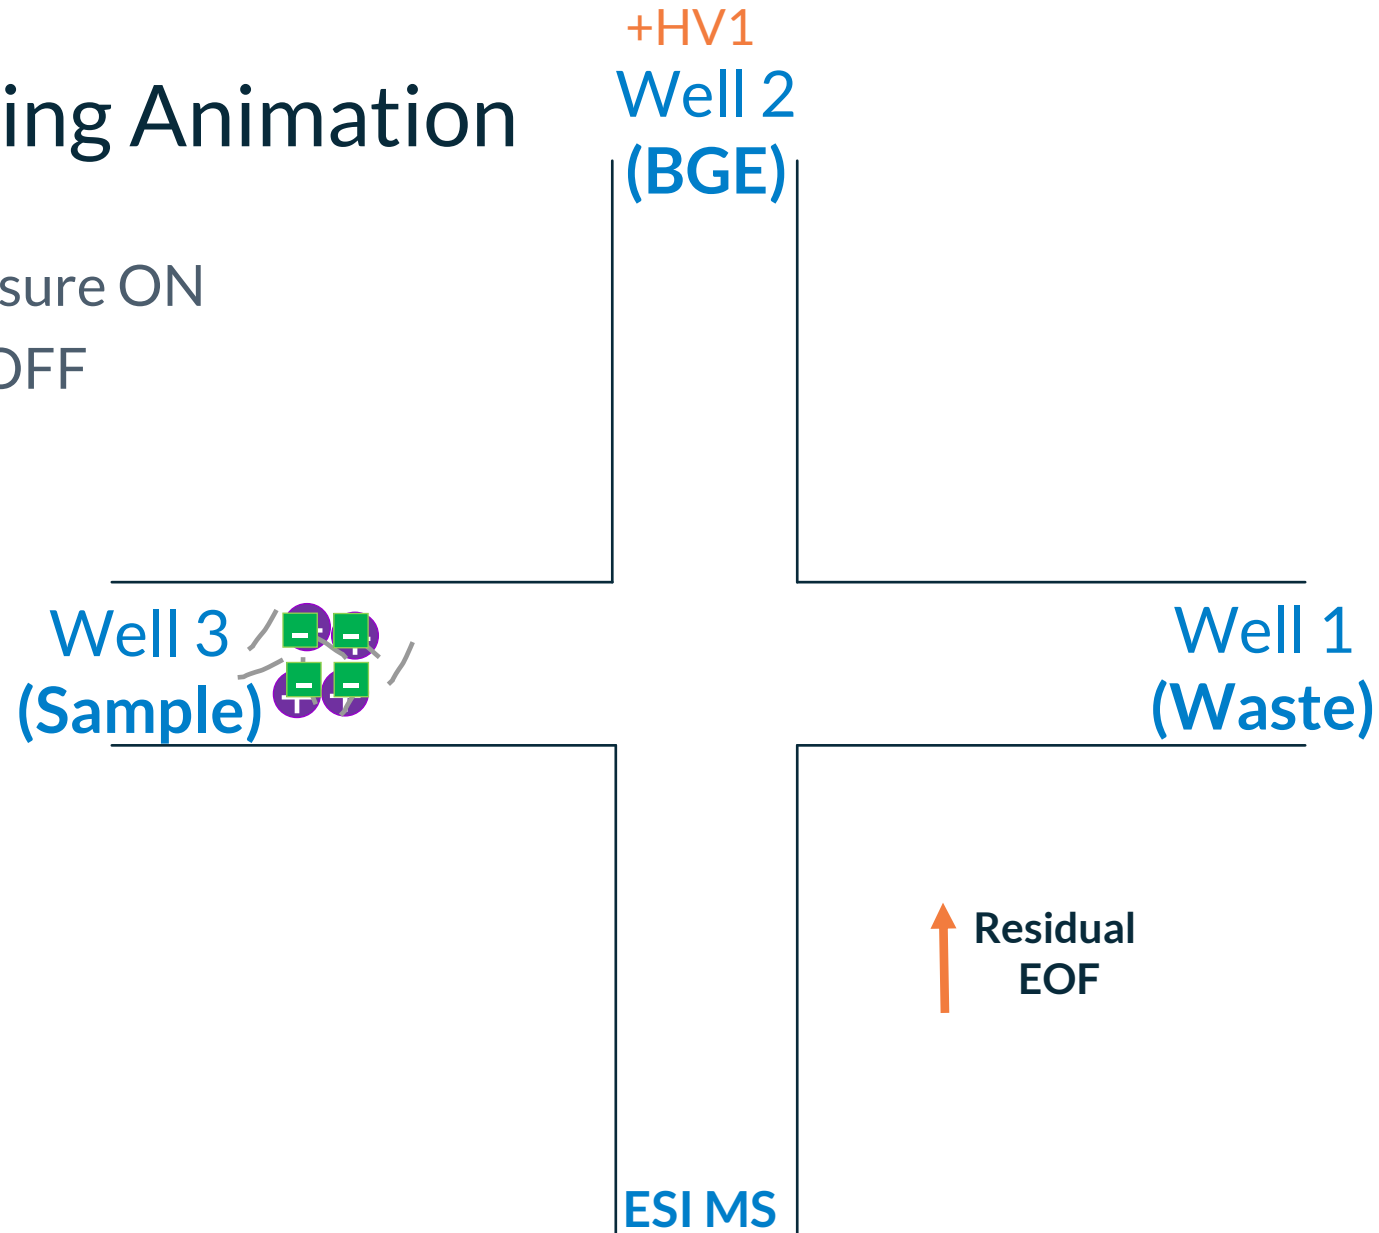 +HV1
ing Animation
Well 2
(BGE)
sure ON
OFF
Well 3
(Sample)
Well 1
(Waste)
Residual
EOF
ESI MS